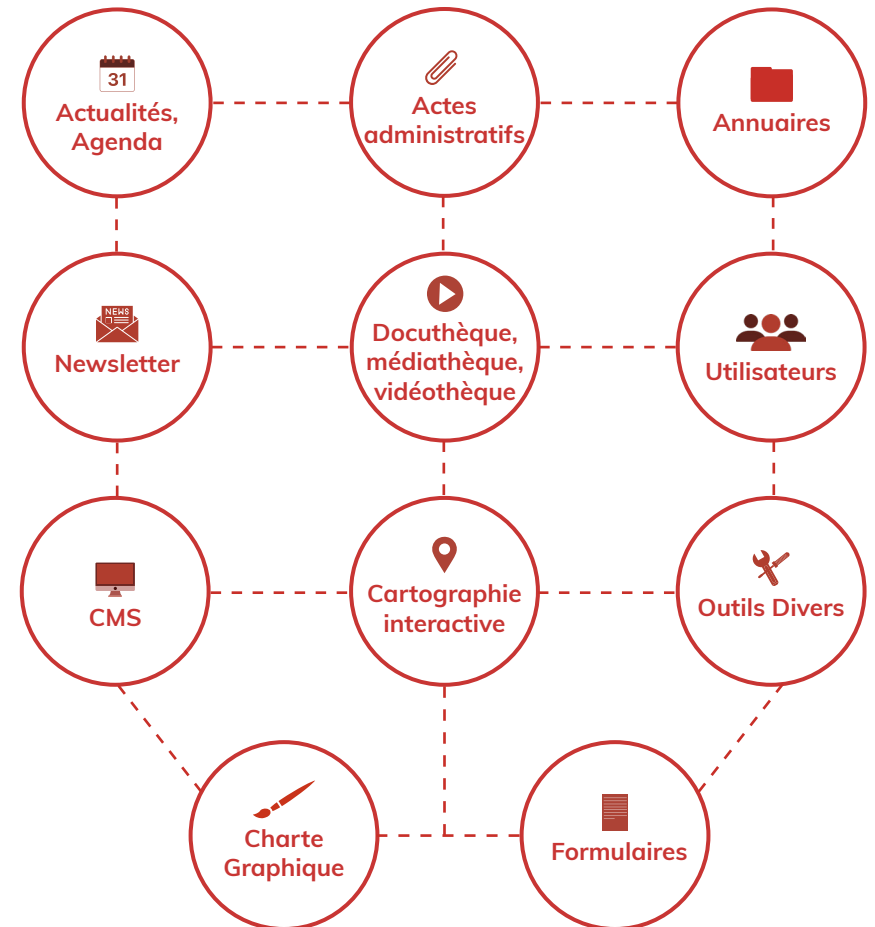 31
Actualités,
Agenda
Actes
administratifs
Annuaires
NEWS
Newsletter
Docuthèque,
médiathèque,
vidéothèque
Utilisateurs
CMS
Cartographie
interactive
Outils Divers
Charte
Graphique
Formulaires